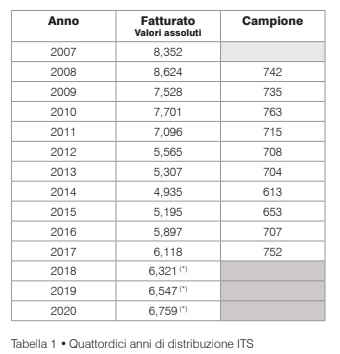 Anno Fatturato Campione
Valori assoluti
2007 8,352
2008 8,624 742
2009 7,528 735
2010 7,701 763
2011 7,096 715
2012 5,565 708
2013 5,307 704
2014 4,935 613
2015 5,195 653
2016 5,897 707
2017 6,118 752
2018 6,321 (*)
2019 6,547 (*)
2020 6,759 (*)
Tabella 1 • Quattordici anni di distribuzione ITS